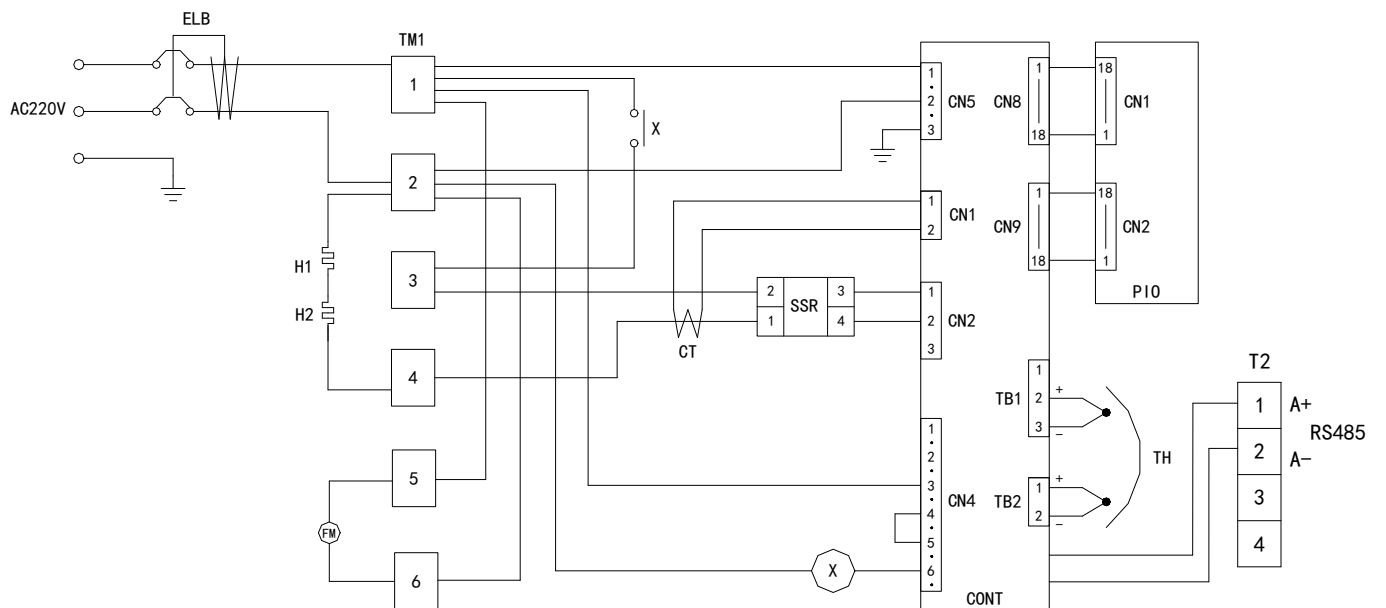 ELB
AC220V
TM1
1
2
3
4
5
6
H1
H2
FM
X
CT
2
1
SSR
3
4
X
1
2
3
CN5
1
2
CN1
1
2
3
CN2
1
2
3
4
5
6
CN4
CONT
CN8
1
18
CN9
1
18
18
1
CN1
18
1
CN2
PIO
TB1
1
2
3
+
−
TB2
1
2
+
−
TH
T2
1
2
3
4
A+
A−
RS485